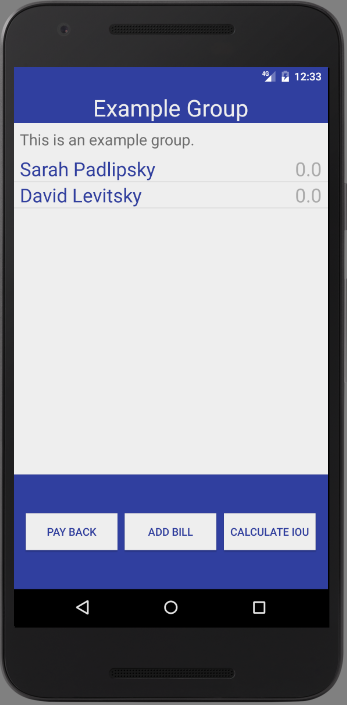 4G 12:33
Example Group
This is an example group.
Sarah Padlipsky 0.0
David Levitsky 0.0
PAY BACK ADD BILL CALCULATE IOU